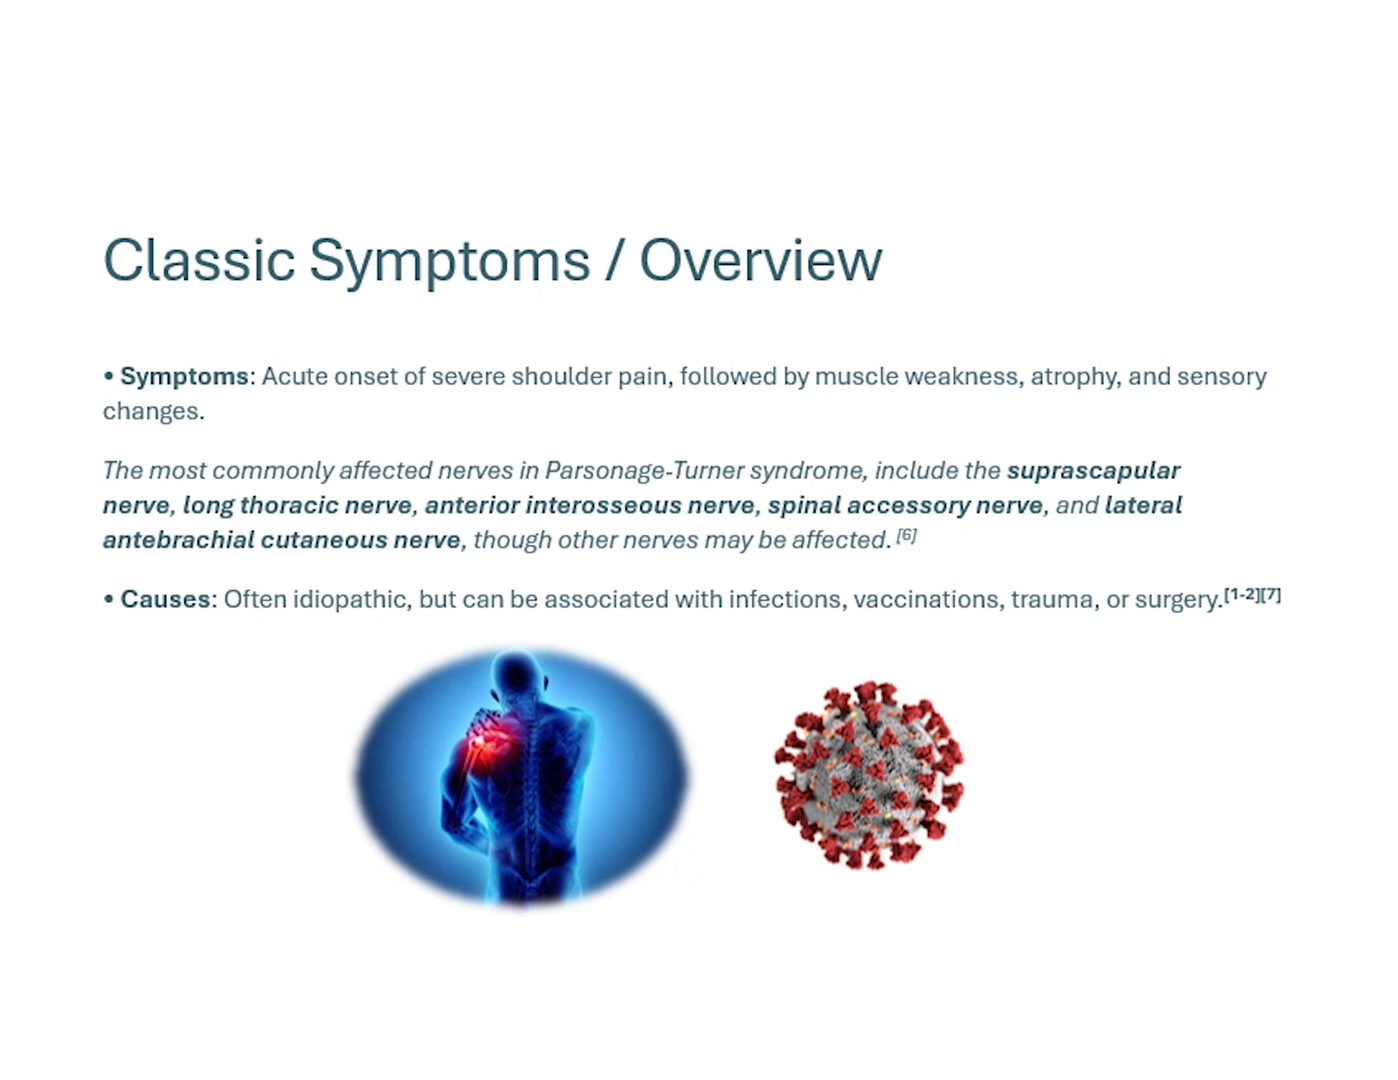 Classic Symptoms / Overview
• Symptoms: Acute onset of severe shoulder pain, followed by muscle weakness, atrophy, and sensory
changes.
The most commonly affected nerves in Parsonage-Turner syndrome, include the suprascapular
nerve, long thoracic nerve, anterior interosseous nerve, spinal accessory nerve, and lateral
antebrachial cutaneous nerve, though other nerves may be affected. [6]
• Causes: Often idiopathic, but can be associated with infections, vaccinations, trauma, or surgery.[1-2][7]